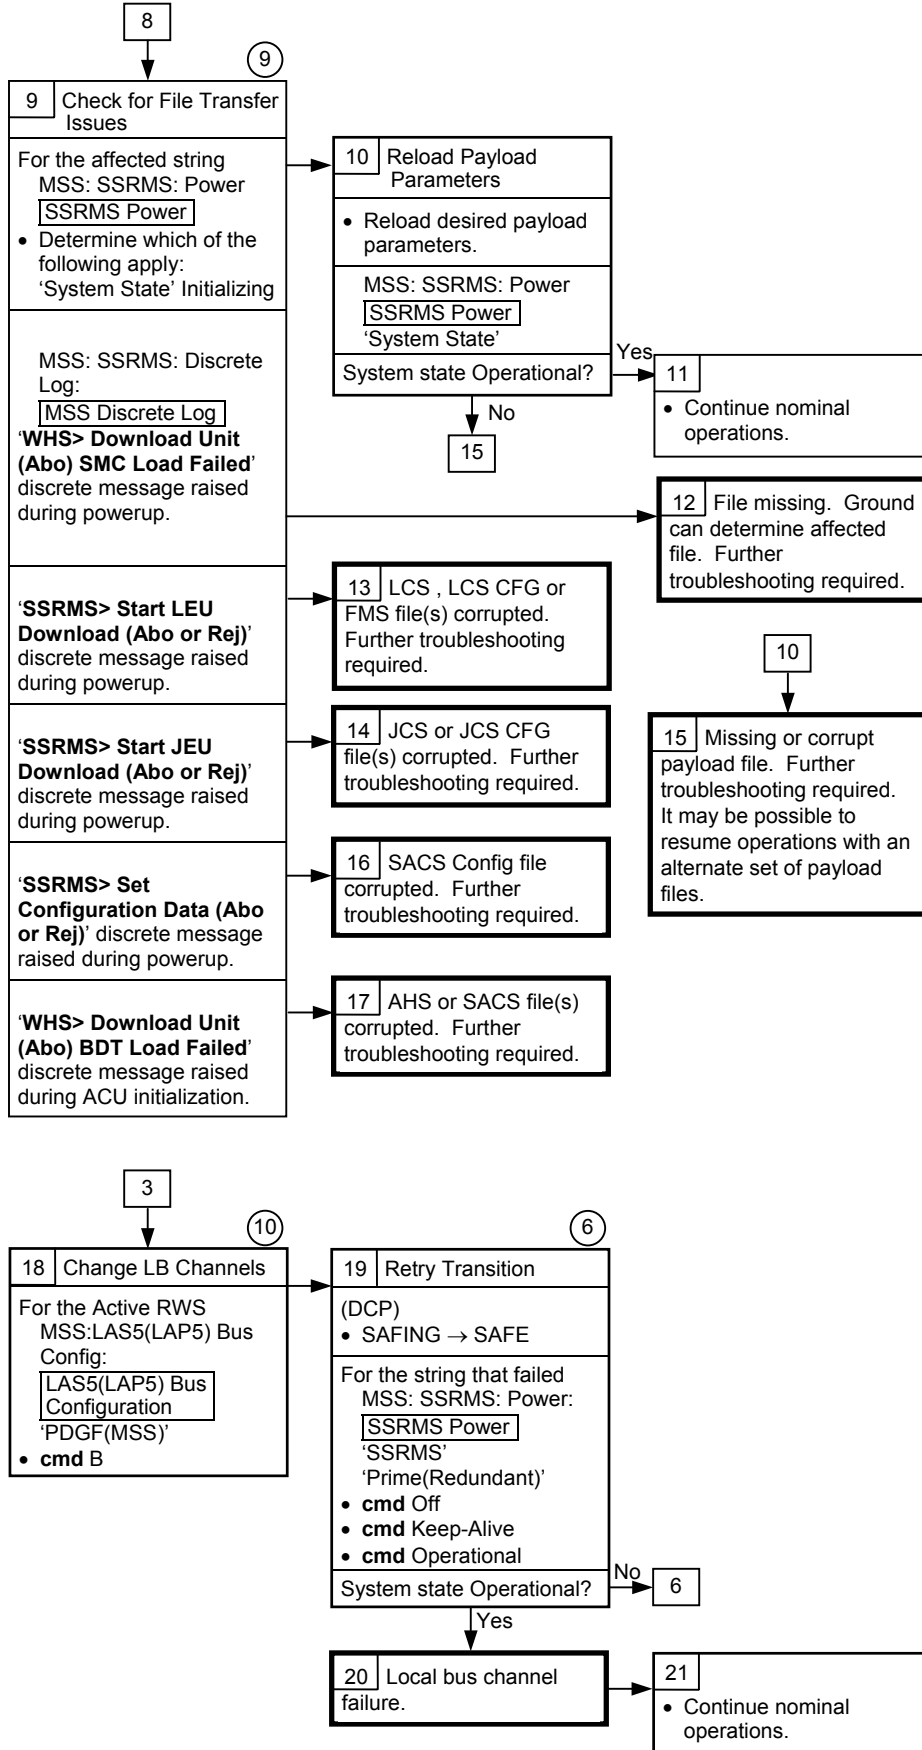 8
9
9 Check for File Transfer
Issues
For the affected string
MSS: SSRMS: Power
SSRMS Power
• Determine which of the
following apply:
‘System State’ Initializing
MSS: SSRMS: Discrete
Log:
MSS Discrete Log
‘WHS> Download Unit
(Abo) SMC Load Failed’
discrete message raised
during powerup.
‘SSRMS> Start LEU
Download (Abo or Rej)’
discrete message raised
during powerup.
‘SSRMS> Start JEU
Download (Abo or Rej)’
discrete message raised
during powerup.
‘SSRMS> Set
Configuration Data (Abo
or Rej)’ discrete message
raised during powerup.
‘WHS> Download Unit
(Abo) BDT Load Failed’
discrete message raised
during ACU initialization.
10 Reload Payload
Parameters
• Reload desired payload
parameters.
MSS: SSRMS: Power
SSRMS Power
‘System State’
System state Operational?
Yes
No
15
11
• Continue nominal
operations.
12 File missing. Ground
can determine affected
file. Further
troubleshooting required.
13 LCS , LCS CFG or
FMS file(s) corrupted.
Further troubleshooting
required.
14 JCS or JCS CFG
file(s) corrupted. Further
troubleshooting required.
10
15 Missing or corrupt
payload file. Further
troubleshooting required.
It may be possible to
resume operations with an
alternate set of payload
files.
16 SACS Config file
corrupted. Further
troubleshooting required.
17 AHS or SACS file(s)
corrupted. Further
troubleshooting required.
3
10
18 Change LB Channels
For the Active RWS
MSS:LAS5(LAP5) Bus
Config:
LAS5(LAP5) Bus
Configuration
‘PDGF(MSS)’
• cmd B
6
19 Retry Transition
(DCP)
• SAFING → SAFE
For the string that failed
MSS: SSRMS: Power:
SSRMS Power
‘SSRMS’
‘Prime(Redundant)’
• cmd Off
• cmd Keep-Alive
• cmd Operational
System state Operational?
No
6
Yes
20 Local bus channel
failure.
21
• Continue nominal
operations.